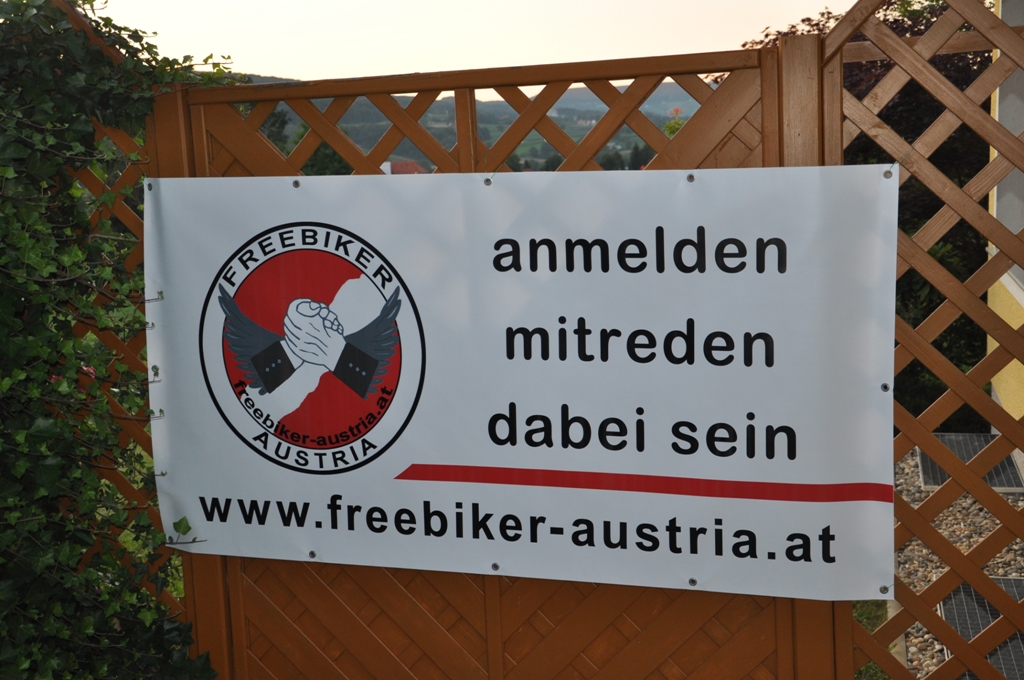 FREEBIKER
freebiker-austria.at
AUSTRIA
anmelden
mitreden
dabei sein
www.freebiker-austria.at